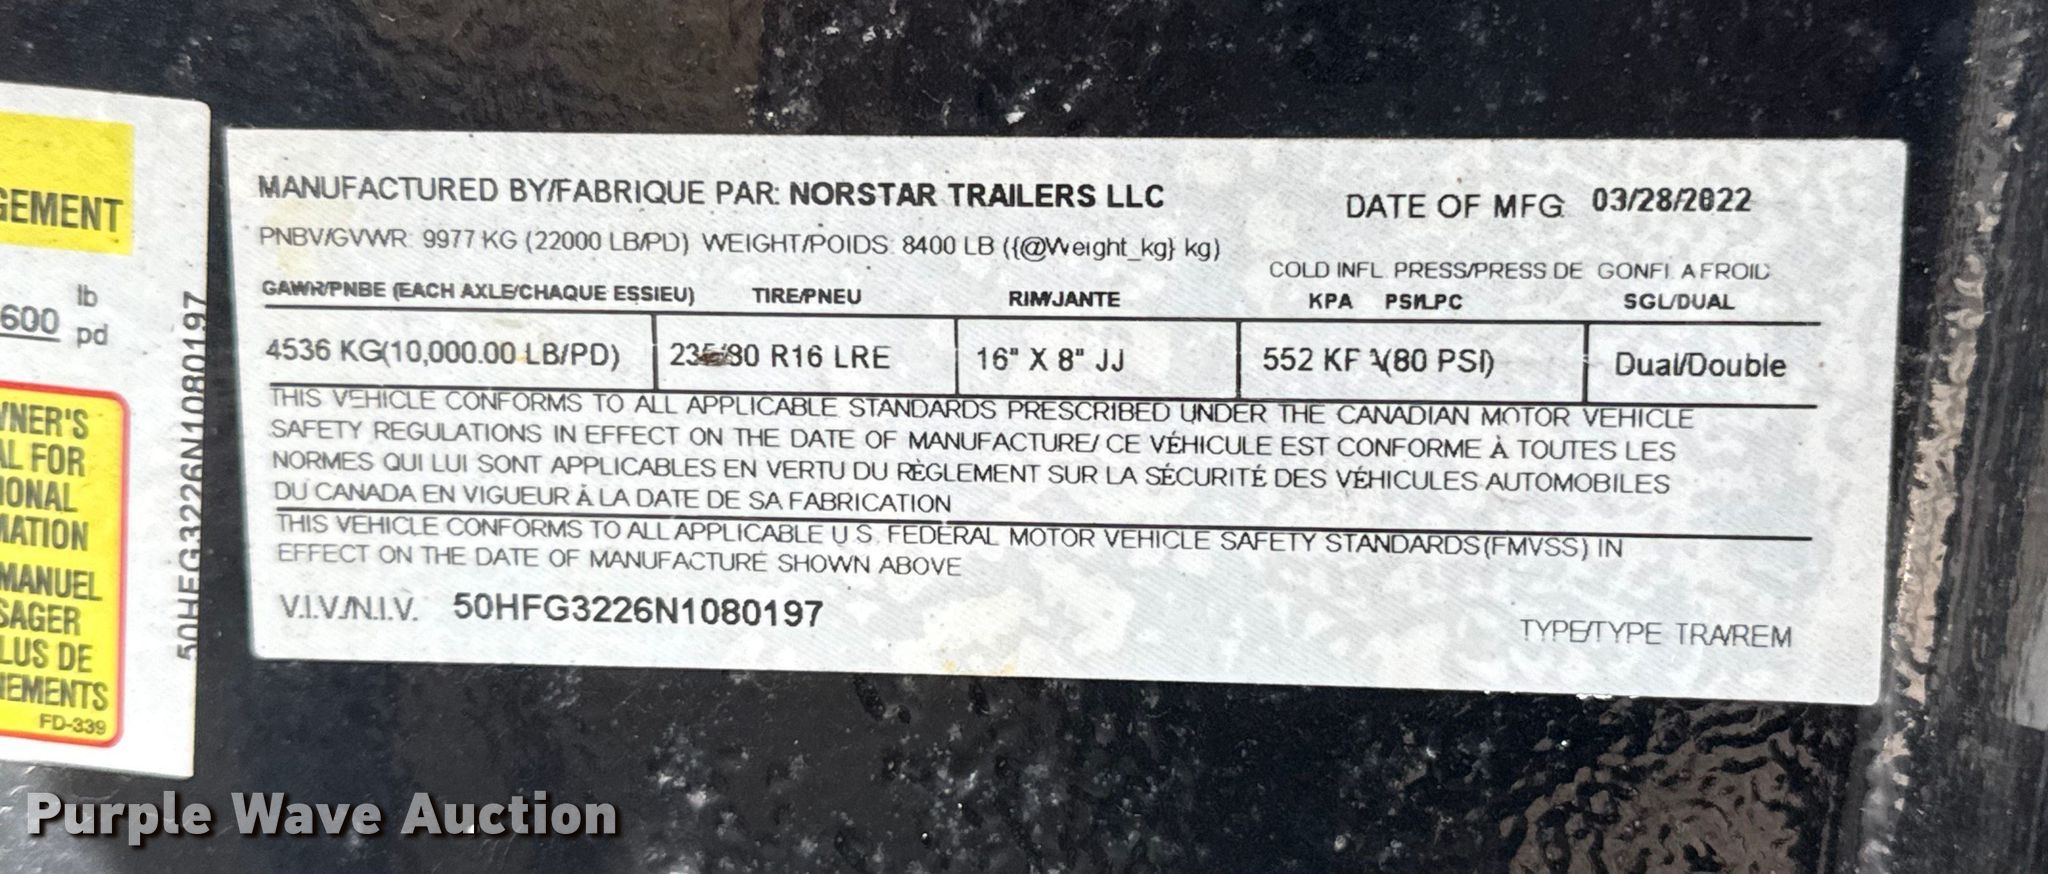 GEMENT
600 lb
pd
50HFG3226N1080197
WNER'S
AL FOR
IONAL
MATION
MANUEL
SAGER
LUS DE
NEMENTS
FD-339
MANUFACTURED BY/FABRIQUE PAR: NORSTAR TRAILERS LLC
DATE OF MFG. 03/28/2022
PNBV/GVWR: 9977 KG (22000 LB/PD) WEIGHT/POIDS: 8400 LB ({@Weight_kg} kg)
COLD INFL. PRESS/PRESS DE GONFL A FROID
GAWR/PNBE (EACH AXLE/CHAQUE ESSIEU) TIRE/PNEU RIM/JANTE KPA PSI/LPC SGL/DUAL
4536 KG(10,000.00 LB/PD) 235/80 R16 LRE 16" X 8" JJ 552 KPA/(80 PSI) Dual/Double
THIS VEHICLE CONFORMS TO ALL APPLICABLE STANDARDS PRESCRIBED UNDER THE CANADIAN MOTOR VEHICLE
SAFETY REGULATIONS IN EFFECT ON THE DATE OF MANUFACTURE/ CE VÉHICULE EST CONFORME À TOUTES LES
NORMES QUI LUI SONT APPLICABLES EN VERTU DU RÈGLEMENT SUR LA SÉCURITÉ DES VÉHICULES AUTOMOBILES
DU CANADA EN VIGUEUR À LA DATE DE SA FABRICATION
THIS VEHICLE CONFORMS TO ALL APPLICABLE U.S. FEDERAL MOTOR VEHICLE SAFETY STANDARDS (FMVSS) IN
EFFECT ON THE DATE OF MANUFACTURE SHOWN ABOVE
V.I.V./N.I.V. 50HFG3226N1080197
TYPE/TYPE TRA/REM
Purple Wave Auction